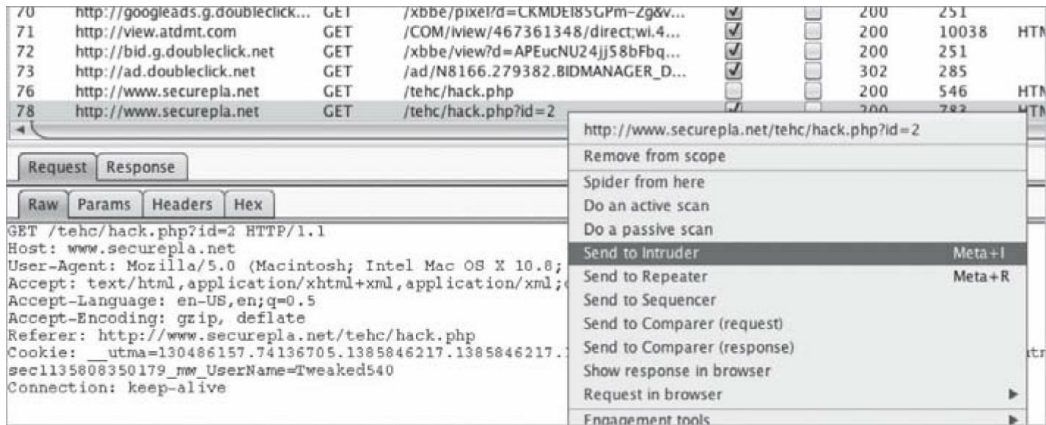 70 http://googleads.g.doubleclick... GET /xbbe/pixel?d=CKMDEI85GPm-Zg&v... 200 251
71 http://view.atdmt.com GET /COM/iview/467361348/direct;wi.4... 200 10038 HTM
72 http://bid.g.doubleclick.net GET /xbbe/view?d=APEucNU24jj58bFbq... 200 251
73 http://ad.doubleclick.net GET /ad/N8166.279382.BIDMANAGER_D... 302 285
76 http://www.securepla.net GET /tehc/hack.php 200 546 HTM
78 http://www.securepla.net GET /tehc/hack.php?id=2 200 783 HTM
http://www.securepla.net/tehc/hack.php?id=2
Remove from scope
Spider from here
Do an active scan
Do a passive scan
Send to Intruder Meta+I
Send to Repeater Meta+R
Send to Sequencer
Send to Comparer (request)
Send to Comparer (response)
Show response in browser
Request in browser
Engagement tools
Request Response
Raw Params Headers Hex
GET /tehc/hack.php?id=2 HTTP/1.1
Host: www.securepla.net
User-Agent: Mozilla/5.0 (Macintosh; Intel Mac OS X 10.8;
Accept: text/html,application/xhtml+xml,application/xml;
Accept-Language: en-US,en;q=0.5
Accept-Encoding: gzip, deflate
Referer: http://www.securepla.net/tehc/hack.php
Cookie: __utma=130486157.74136705.1385846217.1385846217.
sec1135808350179_mw_UserName=Tweaked540
Connection: keep-alive